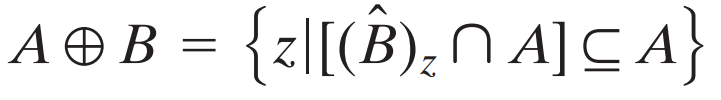 A ⊕ B = {z|[(B̂)_z ∩ A] ⊆ A}